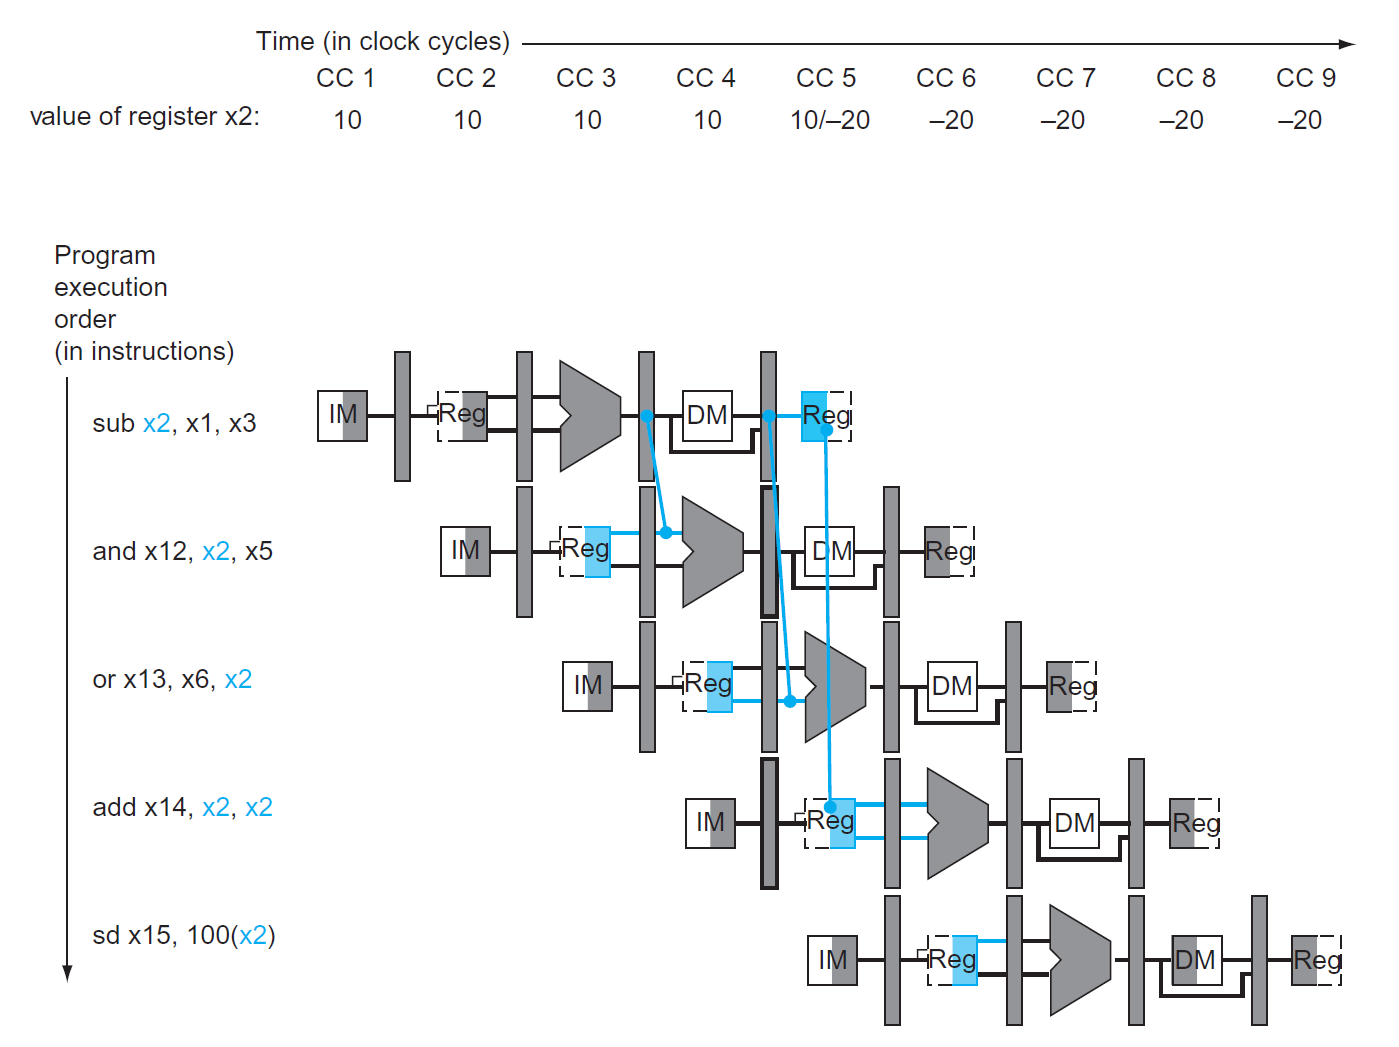 Time (in clock cycles)
CC 1 CC 2 CC 3 CC 4 CC 5 CC 6 CC 7 CC 8 CC 9
value of register x2: 10 10 10 10 10/–20 –20 –20 –20 –20
Program
execution
order
(in instructions)
sub x2, x1, x3 IM Reg DM Reg
and x12, x2, x5 IM Reg DM Reg
or x13, x6, x2 IM Reg DM Reg
add x14, x2, x2 IM Reg DM Reg
sd x15, 100(x2) IM Reg DM Reg